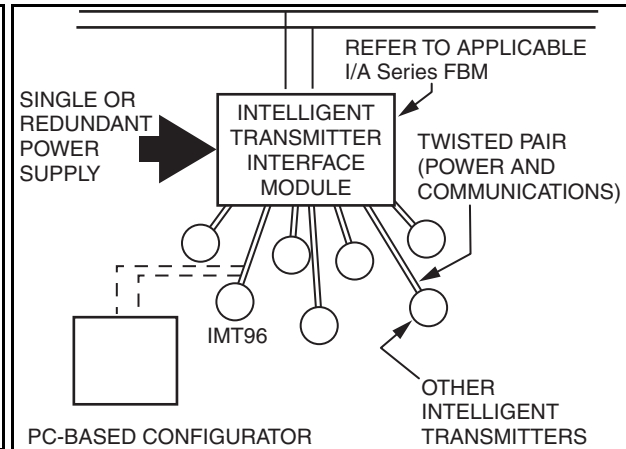 REFER TO APPLICABLE
I/A Series FBM
SINGLE OR
REDUNDANT
POWER
SUPPLY
INTELLIGENT
TRANSMITTER
INTERFACE
MODULE
TWISTED PAIR
(POWER AND
COMMUNICATIONS)
IMT96
OTHER
INTELLIGENT
TRANSMITTERS
PC-BASED CONFIGURATOR